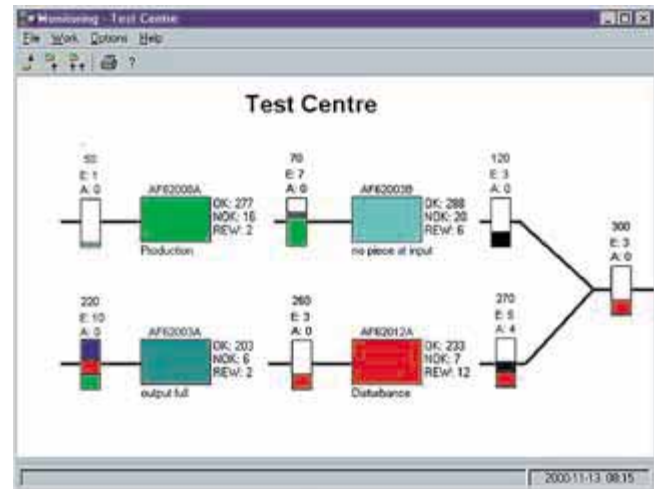 Monitoring - Test Centre
File Work Options Help
?
Test Centre
50
E: 1
A: 0
AF62000A
OK: 277
NOK: 16
REW: 2
Production
70
E: 7
A: 0
AF62003B
OK: 288
NOK: 20
REW: 6
no piece at input
120
E: 3
A: 0
300
E: 3
A: 0
220
E: 10
A: 0
AF62003A
OK: 203
NOK: 6
REW: 2
output full
260
E: 3
A: 0
AF62012A
OK: 233
NOK: 7
REW: 12
Disturbance
270
E: 5
A: 4
2000-11-13 08:15